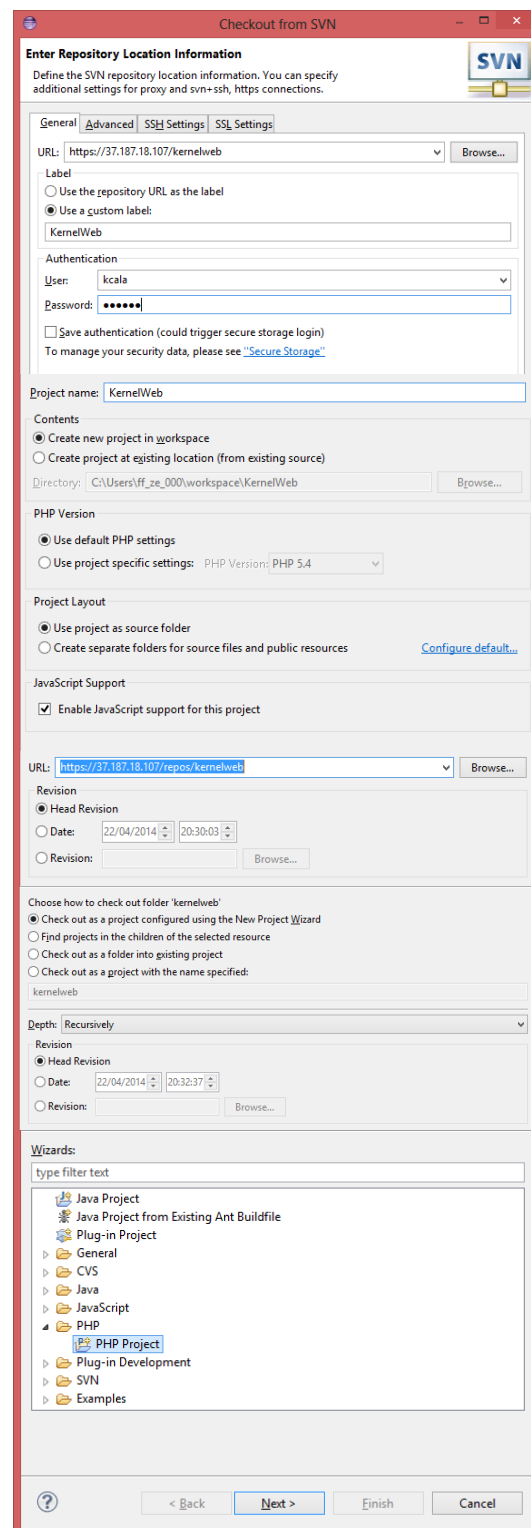 Checkout from SVN
Enter Repository Location Information
SVN
Define the SVN repository location information. You can specify
additional settings for proxy and svn+ssh, https connections.
General Advanced SSH Settings SSL Settings
URL: https://37.187.18.107/kernelweb Browse...
Label
Use the repository URL as the label
Use a custom label:
KernelWeb
Authentication
User: kcala
Password: ●●●●●●
Save authentication (could trigger secure storage login)
To manage your security data, please see "Secure Storage"
Project name: KernelWeb
Contents
Create new project in workspace
Create project at existing location (from existing source)
Directory: C:\Users\ff_ze_000\workspace\KernelWeb Browse...
PHP Version
Use default PHP settings
Use project specific settings: PHP Version: PHP 5.4
Project Layout
Use project as source folder
Create separate folders for source files and public resources Configure default...
JavaScript Support
Enable JavaScript support for this project
URL: https://37.187.18.107/repos/kernelweb Browse...
Revision
Head Revision
Date: 22/04/2014 20:30:03
Revision: Browse...
Choose how to check out folder 'kernelweb'
Check out as a project configured using the New Project Wizard
Find projects in the children of the selected resource
Check out as a folder into existing project
Check out as a project with the name specified:
kernelweb
Depth: Recursively
Revision
Head Revision
Date: 22/04/2014 20:32:37
Revision: Browse...
Wizards:
type filter text
Java Project
Java Project from Existing Ant Buildfile
Plug-in Project
General
CVS
Java
JavaScript
PHP
PHP Project
Plug-in Development
SVN
Examples
? < Back Next > Finish Cancel